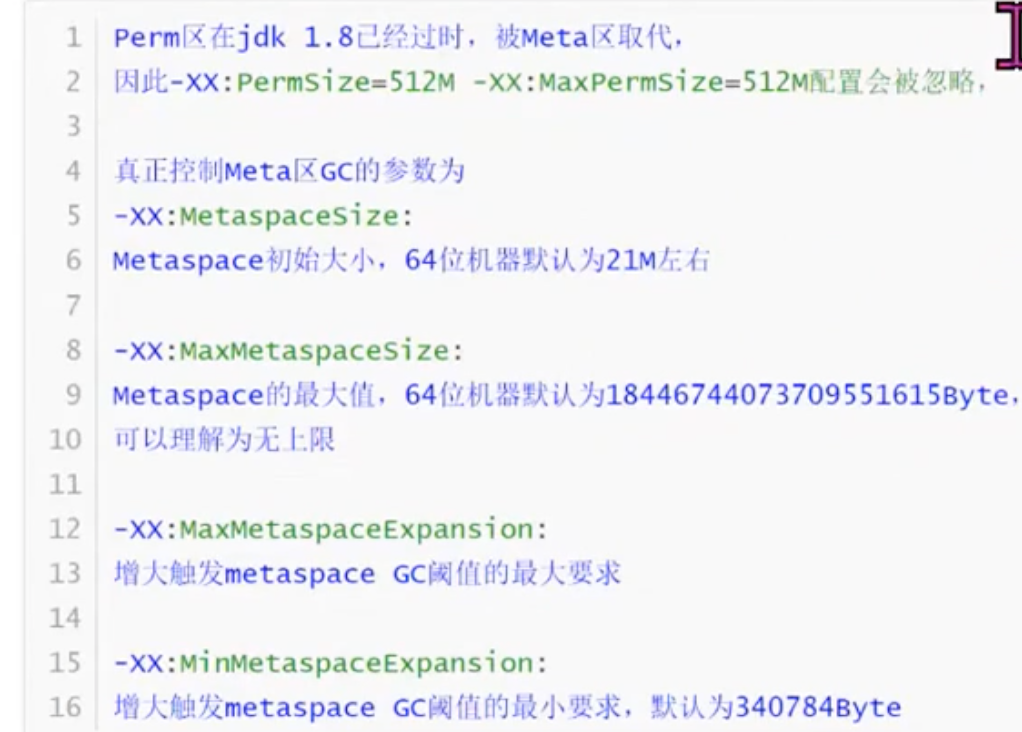 1 Perm区在jdk 1.8已经过时，被Meta区取代，
2 因此-XX:PermSize=512M -XX:MaxPermSize=512M配置会被忽略，
3
4 真正控制Meta区GC的参数为
5 -XX:MetaspaceSize:
6 Metaspace初始大小，64位机器默认为21M左右
7
8 -XX:MaxMetaspaceSize:
9 Metaspace的最大值，64位机器默认为18446744073709551615Byte，
10 可以理解为无上限
11
12 -XX:MaxMetaspaceExpansion:
13 增大触发metaspace GC阈值的最大要求
14
15 -XX:MinMetaspaceExpansion:
16 增大触发metaspace GC阈值的最小要求，默认为340784Byte